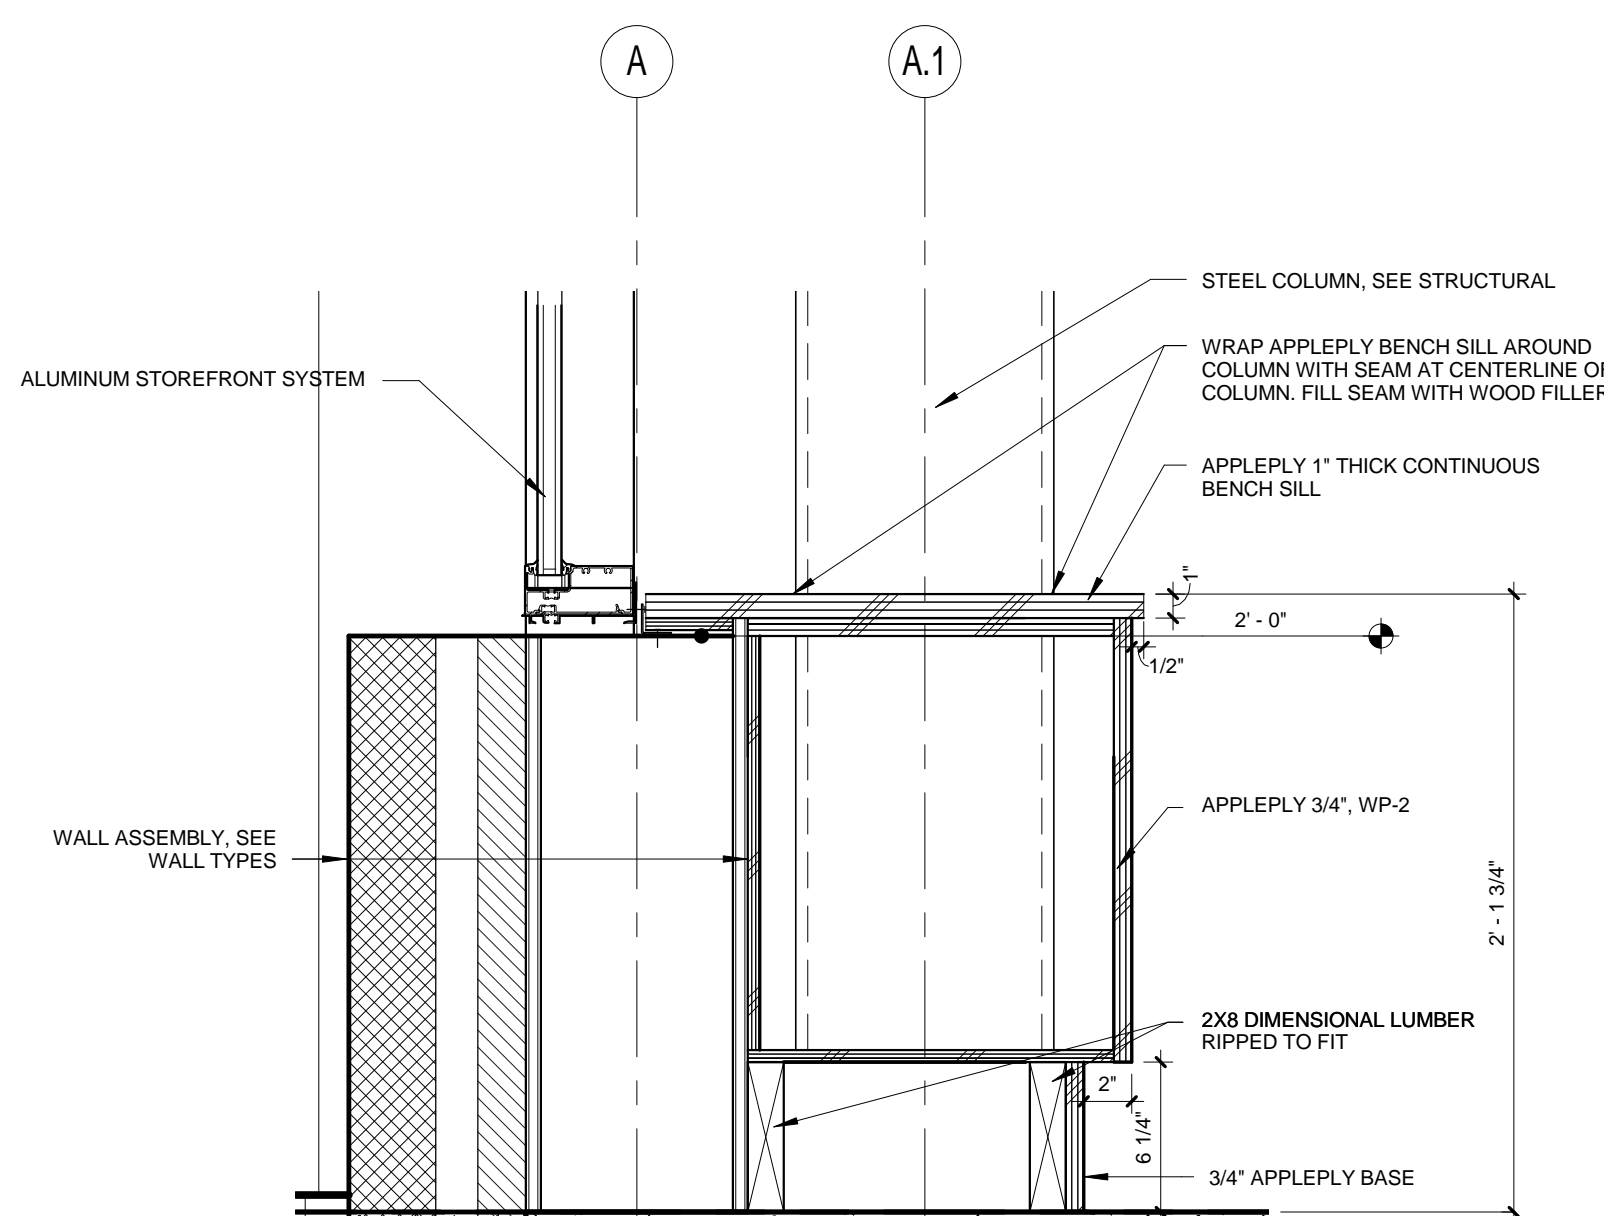 A
A.1
STEEL COLUMN, SEE STRUCTURAL
WRAP APPLEPLY BENCH SILL AROUND
COLUMN WITH SEAM AT CENTERLINE OF
COLUMN. FILL SEAM WITH WOOD FILLER
ALUMINUM STOREFRONT SYSTEM
APPLEPLY 1" THICK CONTINUOUS
BENCH SILL
1"
2' - 0"
1/2"
APPLEPLY 3/4", WP-2
WALL ASSEMBLY, SEE
WALL TYPES
2' - 1 3/4"
2X8 DIMENSIONAL LUMBER
RIPPED TO FIT
2"
6 1/4"
3/4" APPLEPLY BASE